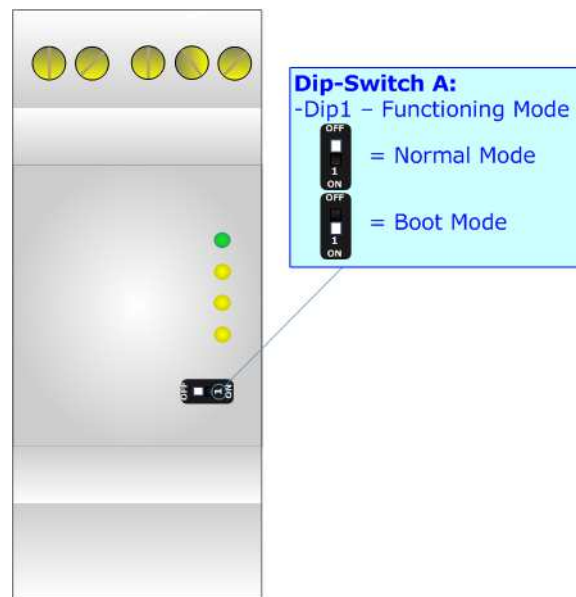 Dip-Switch A:
-Dip1 – Functioning Mode
OFF
= Normal Mode
1
ON
OFF
= Boot Mode
1
ON
OFF 1 ON